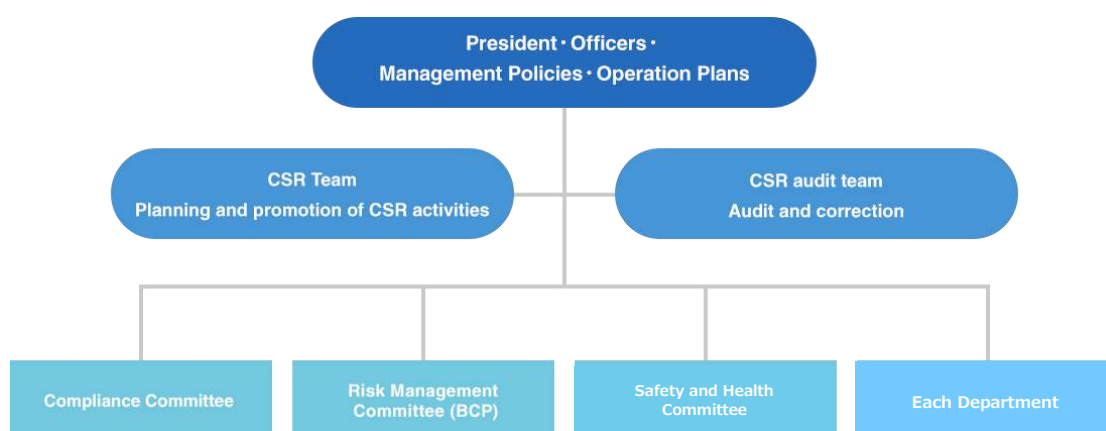 President・Officers・
Management Policies・Operation Plans
CSR Team
Planning and promotion of CSR activities
CSR audit team
Audit and correction
Compliance Committee
Risk Management
Committee (BCP)
Safety and Health
Committee
Each Department